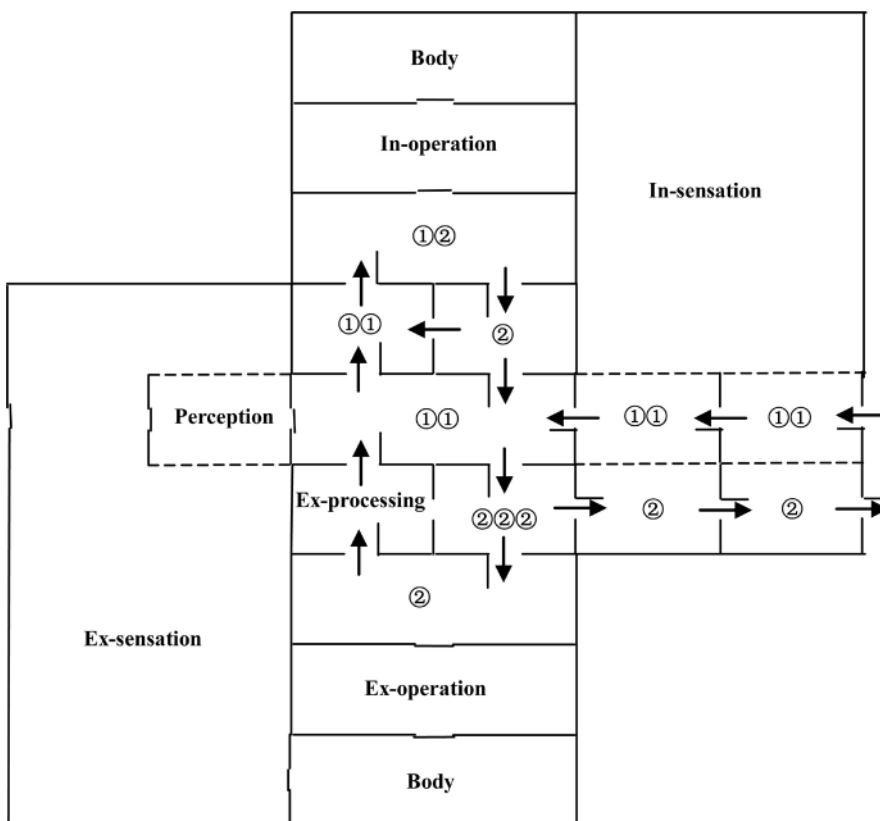 Body
In-operation
In-sensation
①②
①①
②
Perception
①①
①①
①①
Ex-processing
②②②
②
②
②
Ex-sensation
Ex-operation
Body